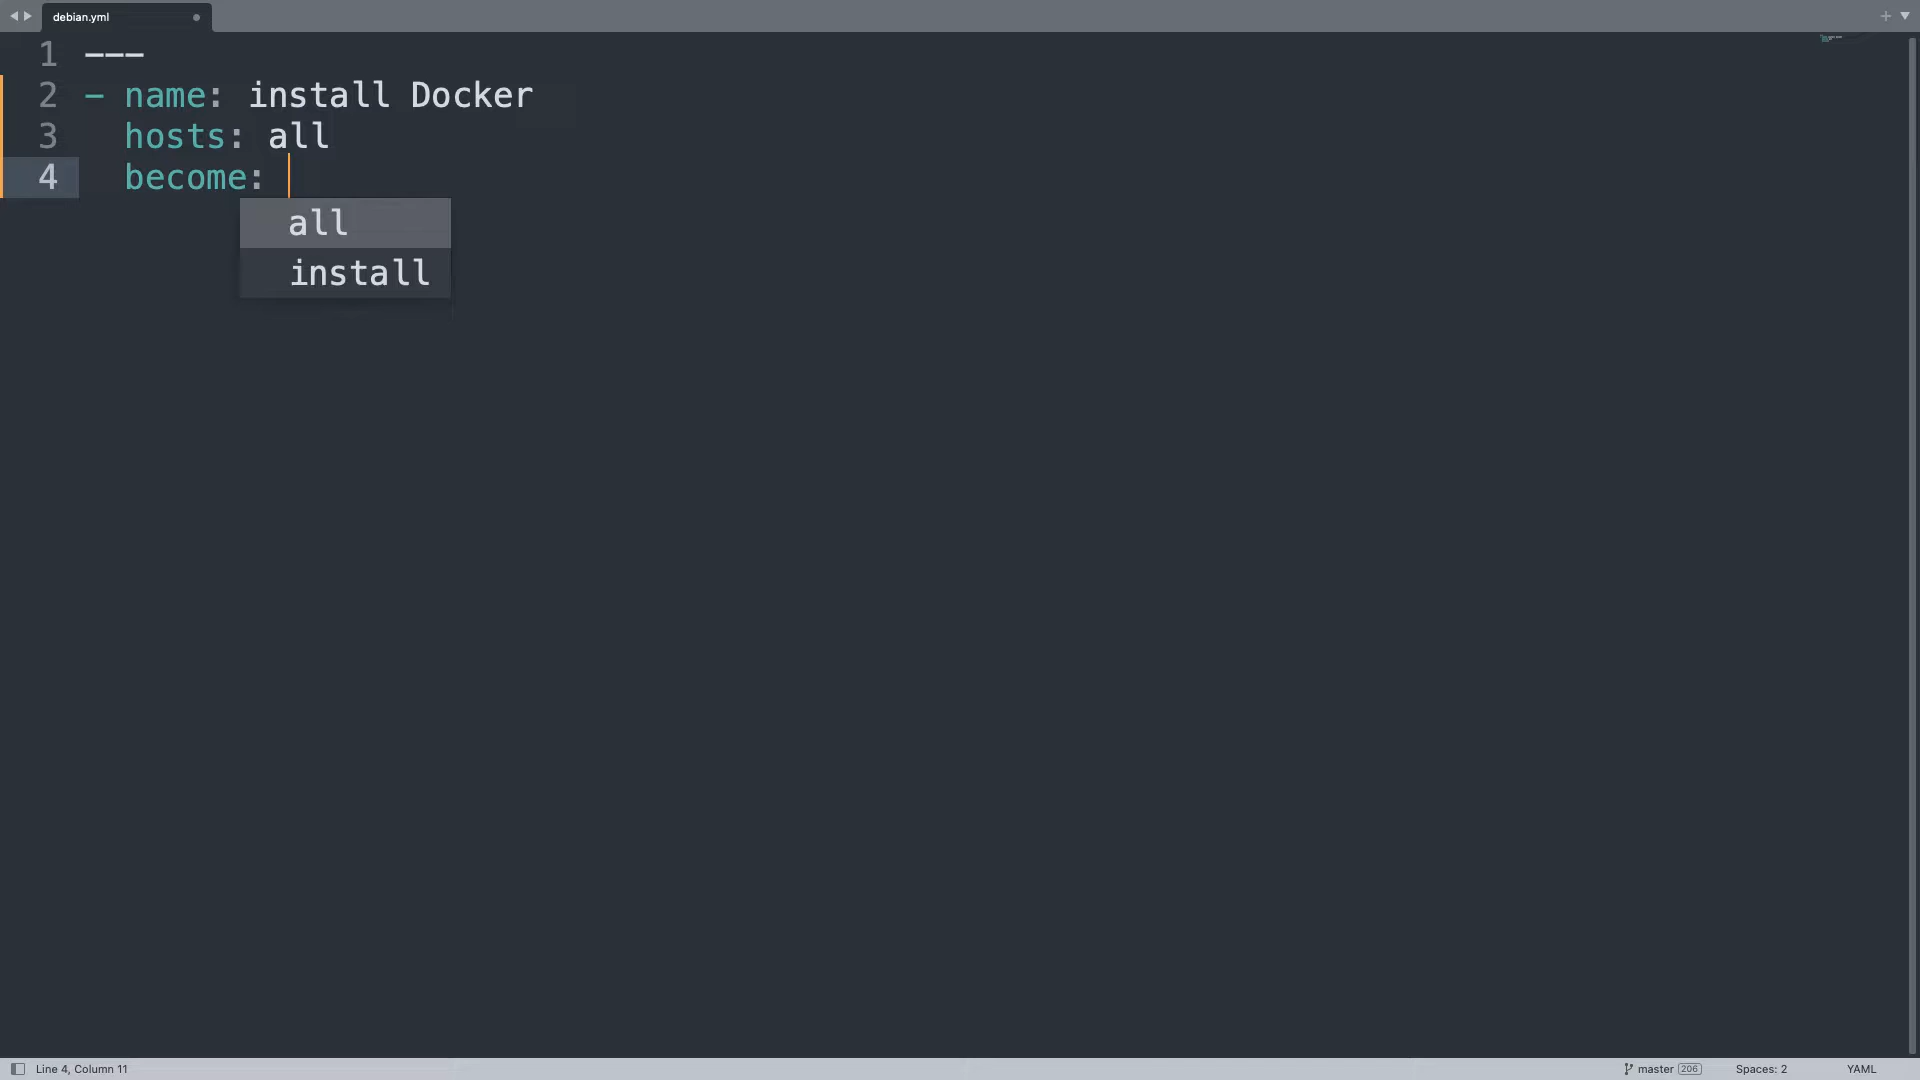 debian.yml
1 ---
2 - name: install Docker
3 hosts: all
4 become:
all
install
Line 4, Column 11
master 206
Spaces: 2
YAML